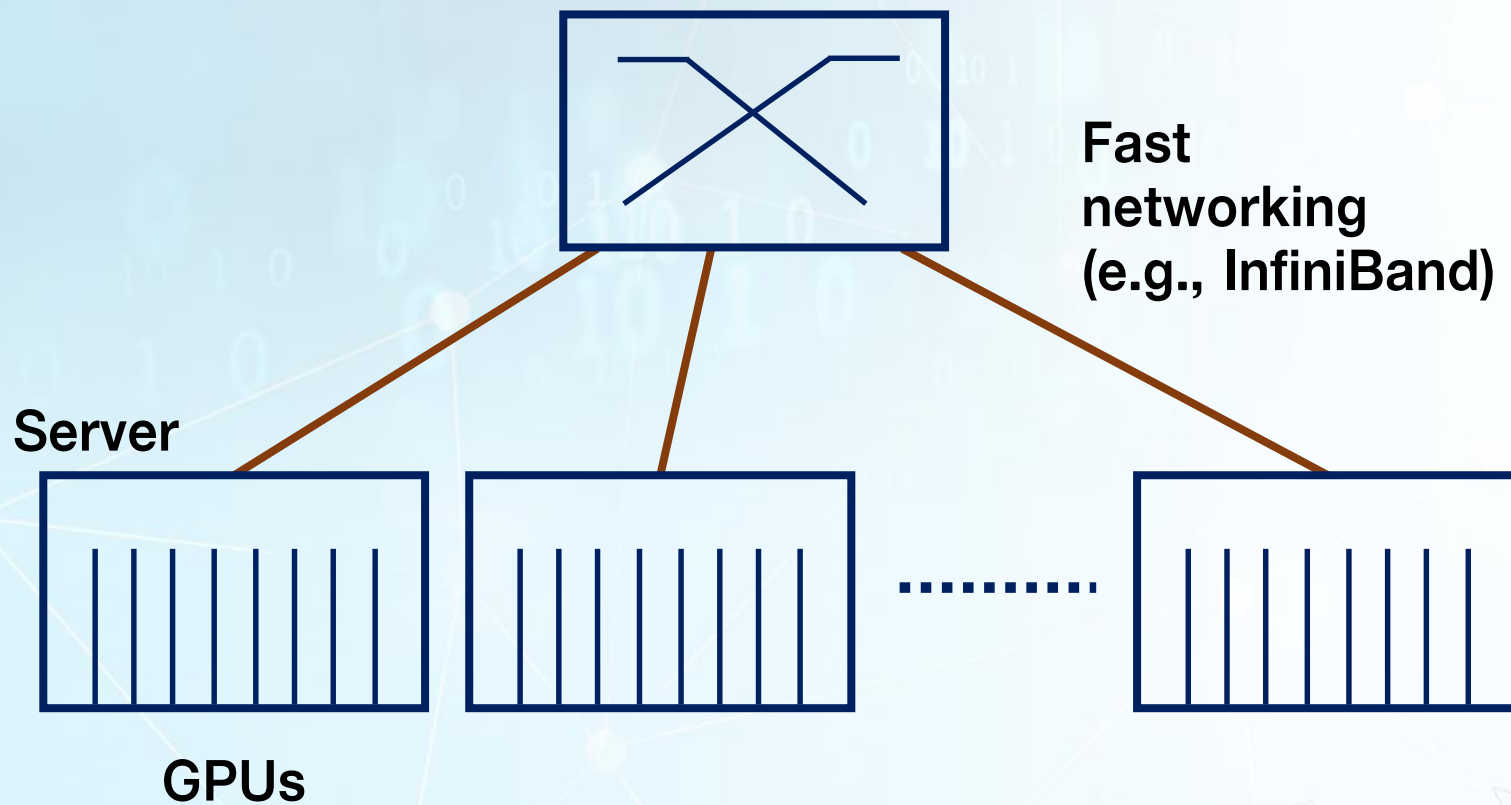 Fast
networking
(e.g., InfiniBand)
Server
GPUs